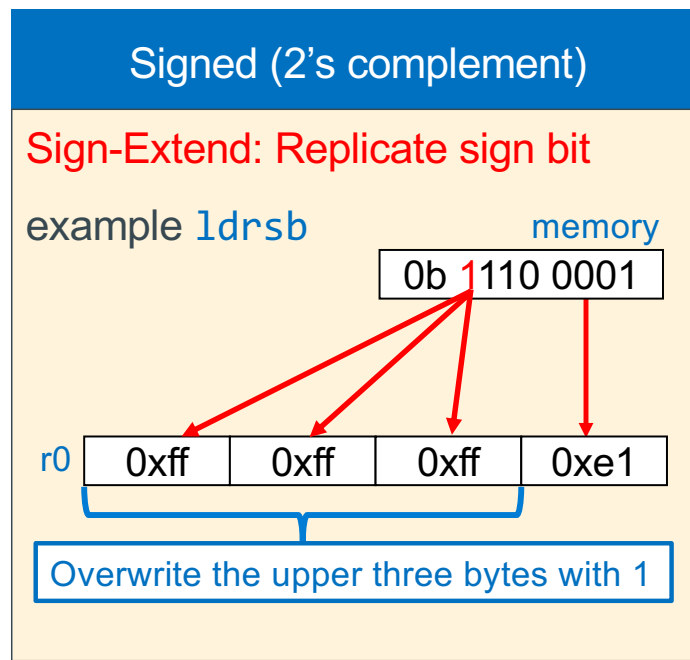 Signed (2's complement)
Sign-Extend: Replicate sign bit
example ldrsb
memory
0b 1110 0001
r0 0xff 0xff 0xff 0xe1
Overwrite the upper three bytes with 1